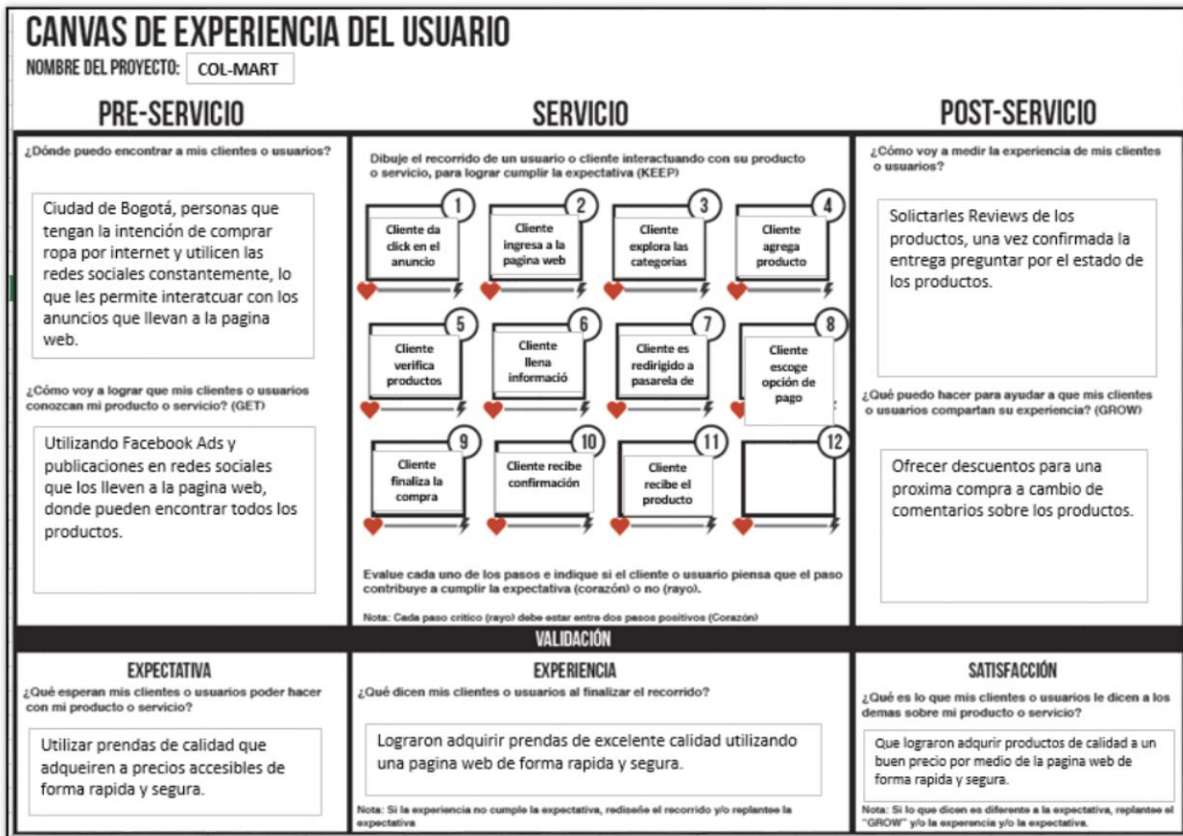 CANVAS DE EXPERIENCIA DEL USUARIO
NOMBRE DEL PROYECTO: COL-MART
PRE-SERVICIO
¿Dónde puedo encontrar a mis clientes o usuarios?
Ciudad de Bogotá, personas que
tengan la intención de comprar
ropa por internet y utilicen las
redes sociales constantemente, lo
que les permite interatcuar con los
anuncios que llevan a la pagina
web.
¿Cómo voy a lograr que mis clientes o usuarios
conozcan mi producto o servicio? (GET)
Utilizando Facebook Ads y
publicaciones en redes sociales
que los lleven a la pagina web,
donde pueden encontrar todos los
productos.
SERVICIO
Dibuje el recorrido de un usuario o cliente interactuando con su producto
o servicio, para lograr cumplir la expectativa (KEEP)
1
Cliente da
click en el
anuncio
2
Cliente
ingresa a la
pagina web
3
Cliente
explora las
categorias
4
Cliente
agrega
producto
5
Cliente
verifica
productos
6
Cliente
llena
informació
7
Cliente es
redirigido a
pasarela de
8
Cliente
escoge
opción de
pago
9
Cliente
finaliza la
compra
10
Cliente recibe
confirmación
11
Cliente
recibe el
producto
12
Evalue cada uno de los pasos e indique si el cliente o usuario piensa que el paso
contribuye a cumplir la expectativa (corazón) o no (rayo).
Nota: Cada paso crítico (rayo) debe estar entre dos pasos positivos (Corazón)
POST-SERVICIO
¿Cómo voy a medir la experiencia de mis clientes
o usuarios?
Solictarles Reviews de los
productos, una vez confirmada la
entrega preguntar por el estado de
los productos.
¿Qué puedo hacer para ayudar a que mis clientes
o usuarios compartan su experiencia? (GROW)
Ofrecer descuentos para una
proxima compra a cambio de
comentarios sobre los productos.
VALIDACIÓN
EXPECTATIVA
¿Qué esperan mis clientes o usuarios poder hacer
con mi producto o servicio?
Utilizar prendas de calidad que
adqueiren a precios accesibles de
forma rapida y segura.
EXPERIENCIA
¿Qué dicen mis clientes o usuarios al finalizar el recorrido?
Lograron adquirir prendas de excelente calidad utilizando
una pagina web de forma rapida y segura.
Nota: Si la experiencia no cumple la expectativa, rediseñe el recorrido y/o replantee la
expectativa
SATISFACCIÓN
¿Qué es lo que mis clientes o usuarios le dicen a los
demas sobre mi producto o servicio?
Que lograron adqurir productos de calidad a un
buen precio por medio de la pagina web de
forma rapida y segura.
Nota: Si lo que dicen es diferente a la expectativa, replantee el
"GROW" y/o la experencia y/o la expectativa.